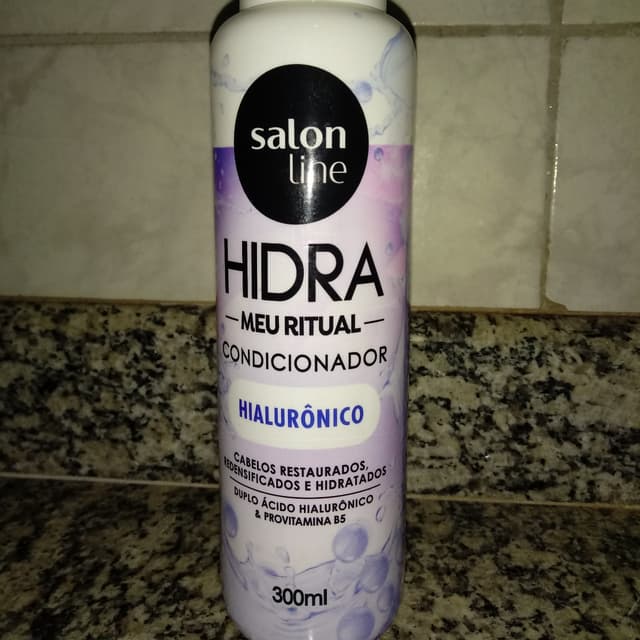 salon
line
HIDRA
MEU RITUAL
CONDICIONADOR
HIALURÔNICO
CABELOS RESTAURADOS,
REDENSIFICADOS E HIDRATADOS
DUPLO ÁCIDO HIALURÔNICO
& PROVITAMINA B5
300ml